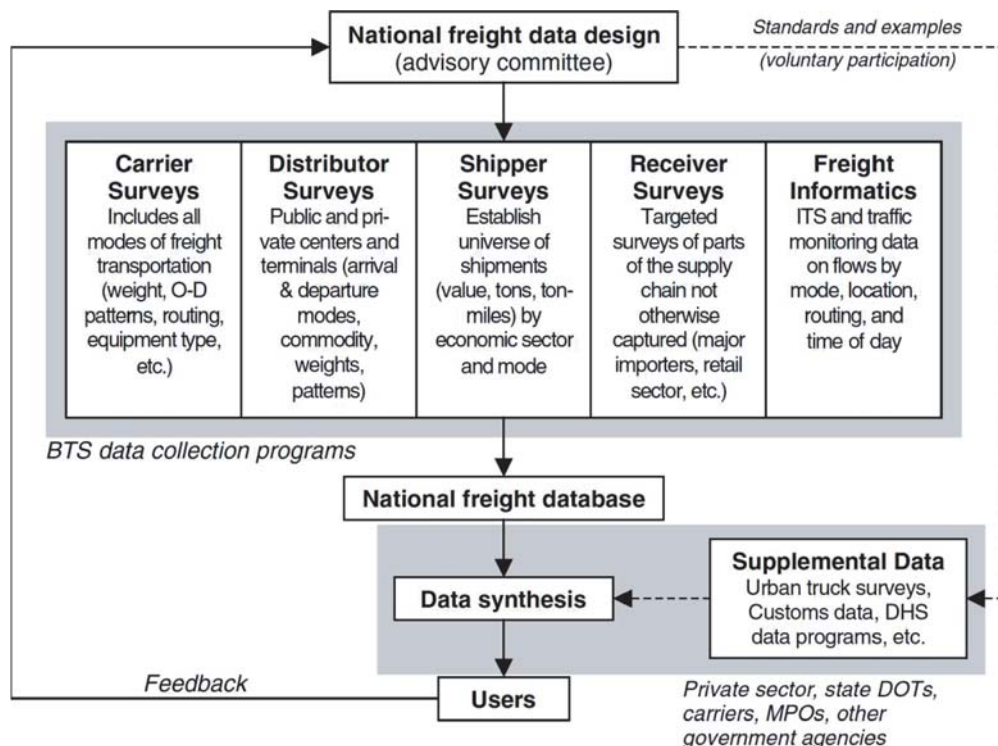 National freight data design
(advisory committee)
Standards and examples
(voluntary participation)
Carrier
Surveys
Includes all
modes of freight
transportation
(weight, O-D
patterns, routing,
equipment type,
etc.)
Distributor
Surveys
Public and pri-
vate centers and
terminals (arrival
& departure
modes,
commodity,
weights,
patterns)
Shipper
Surveys
Establish
universe of
shipments
(value, tons, ton-
miles) by
economic sector
and mode
Receiver
Surveys
Targeted
surveys of parts
of the supply
chain not
otherwise
captured (major
importers, retail
sector, etc.)
Freight
Informatics
ITS and traffic
monitoring data
on flows by
mode, location,
routing, and
time of day
BTS data collection programs
National freight database
Data synthesis
Supplemental Data
Urban truck surveys,
Customs data, DHS
data programs, etc.
Feedback
Users
Private sector, state DOTs,
carriers, MPOs, other
government agencies